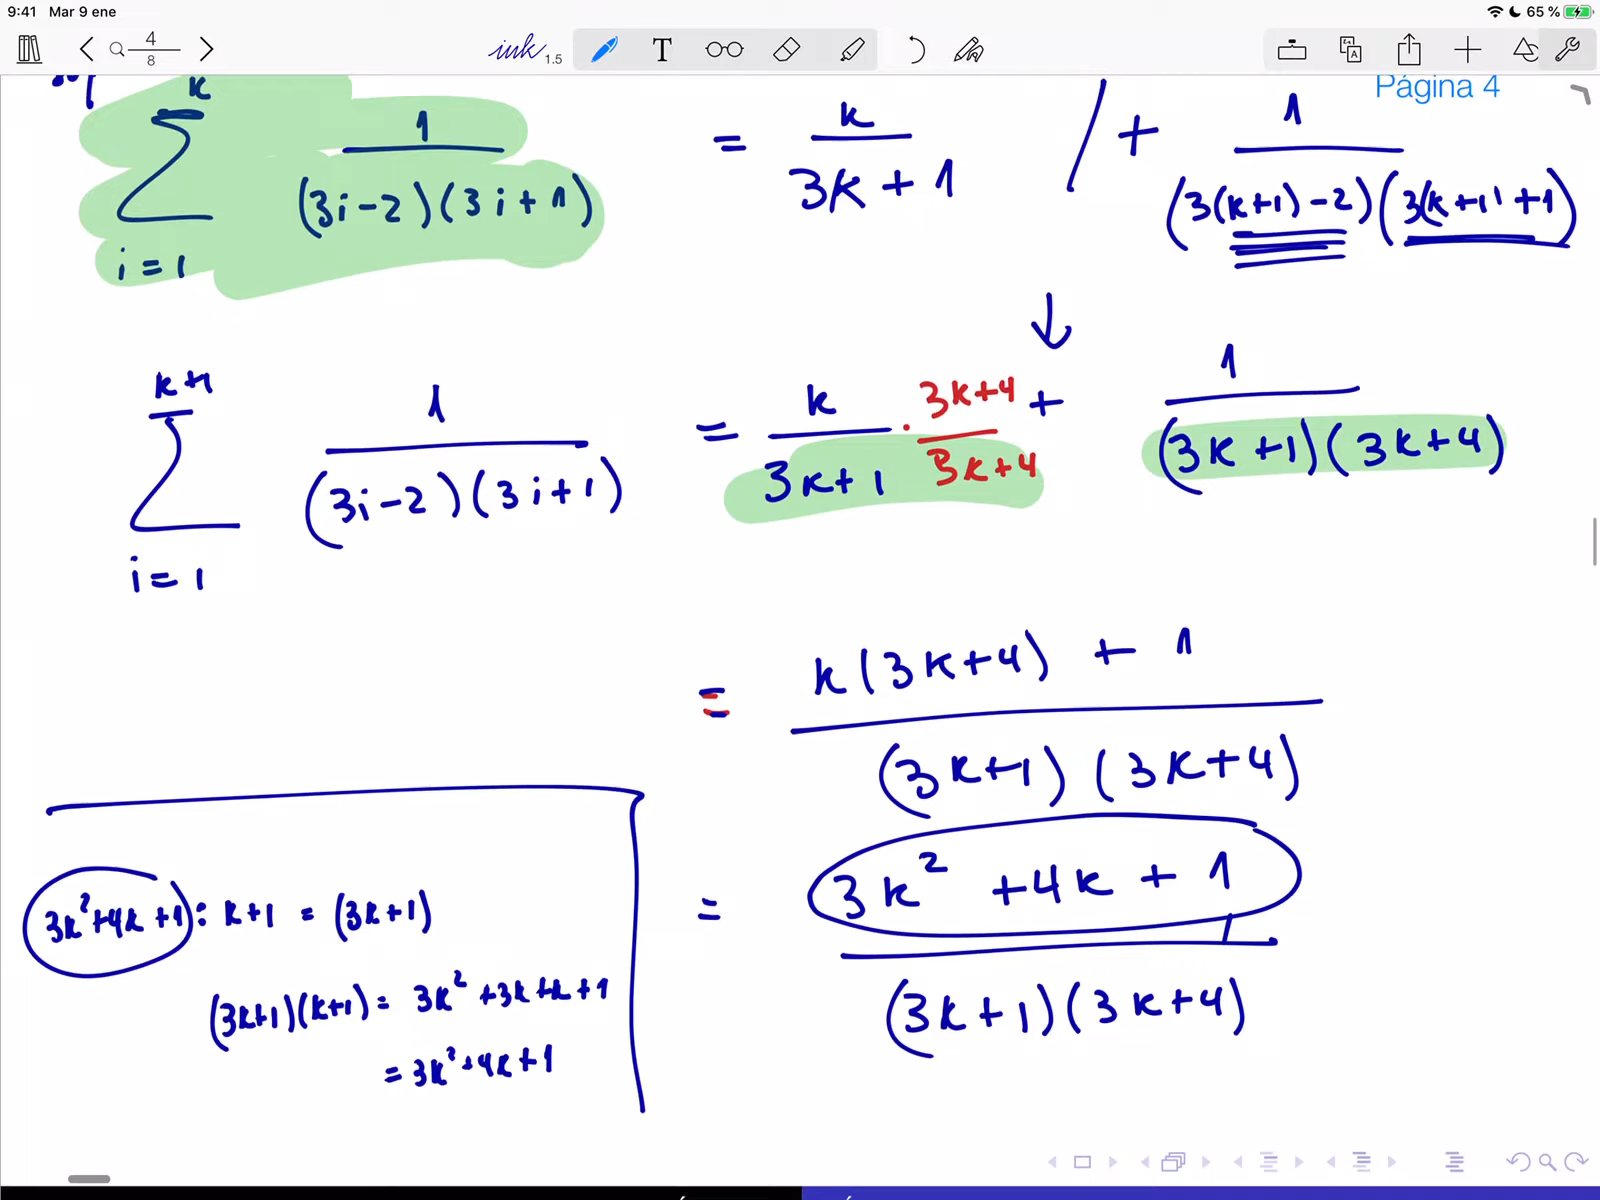 9:41 Mar 9 ene 65 %
4
8
ink 1.5 T
Página 4
k
∑ 1/((3i-2)(3i+1)) = k/(3k+1) / + 1/((3(k+1)-2)(3(k+1)+1))
i=1
↓
k+1
∑ 1/((3i-2)(3i+1)) = k/(3k+1) · (3k+4)/(3k+4) + 1/((3k+1)(3k+4))
i=1
= (k(3k+4) + 1)/((3k+1)(3k+4))
= (3k² +4k + 1)/((3k+1)(3k+4))
3k²+4k+1 : k+1 = (3k+1)
(3k+1)(k+1) = 3k²+3k+k+1
= 3k²+4k+1